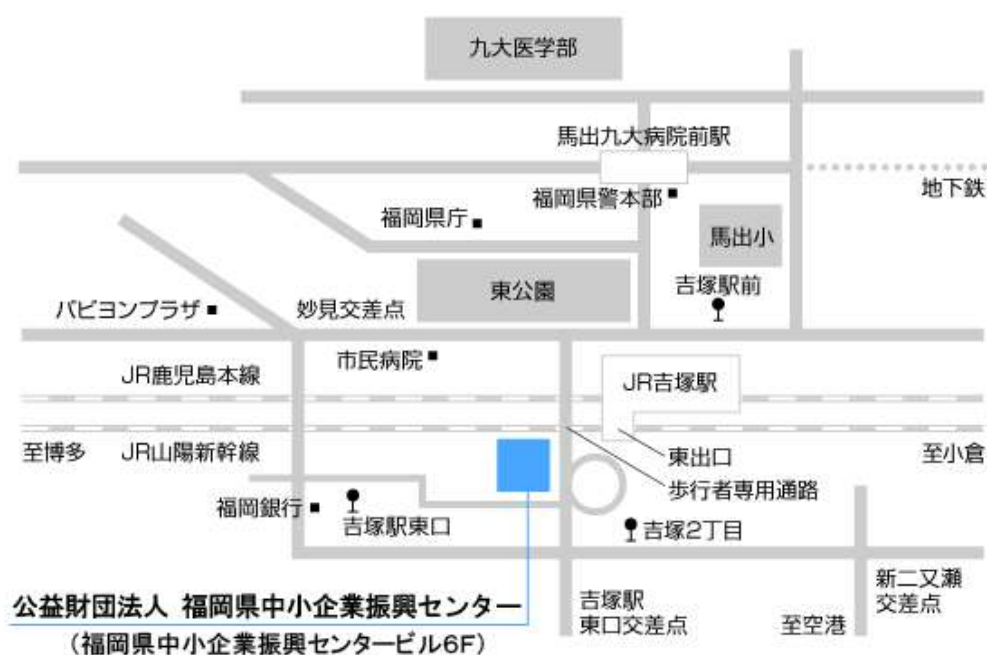 九大医学部
馬出九大病院前駅
地下鉄
福岡県警本部
福岡県庁
馬出小
吉塚駅前
東公園
パピヨンプラザ
妙見交差点
市民病院
JR鹿児島本線
JR吉塚駅
至博多
JR山陽新幹線
東出口
至小倉
歩行者専用通路
福岡銀行
吉塚駅東口
吉塚2丁目
新二又瀬
交差点
吉塚駅
東口交差点
至空港
公益財団法人 福岡県中小企業振興センター
(福岡県中小企業振興センタービル6F)